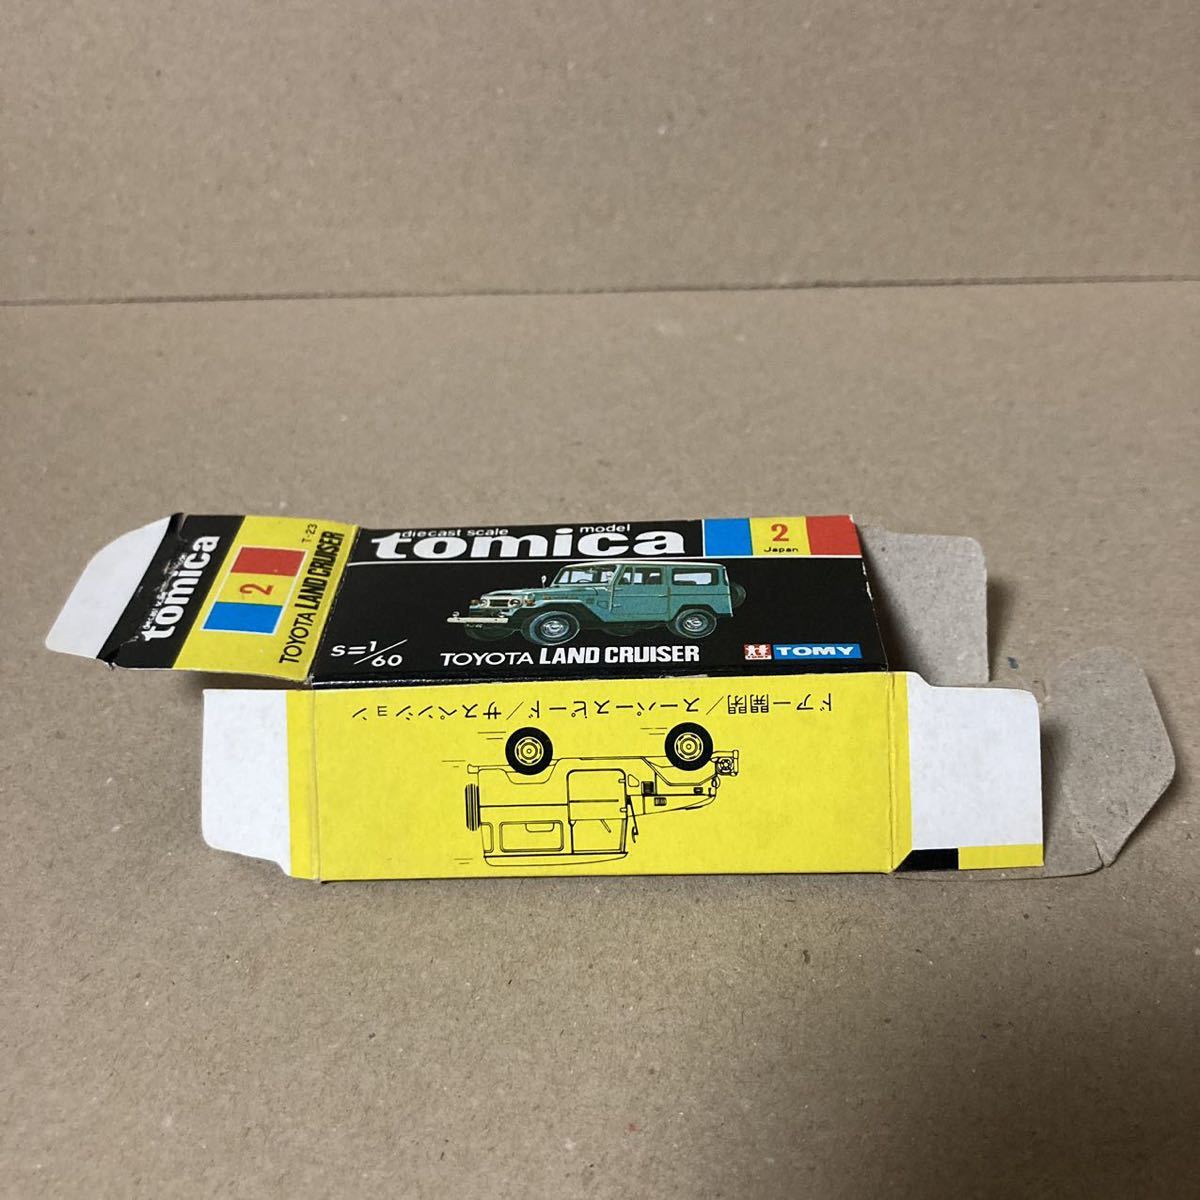 diecast scale model
tomica
2
Japan
S=1/60
TOYOTA LAND CRUISER
TOMY
TOMY
tomica
2
T-23
TOYOTA LAND CRUISER
ドアー開閉/スーパースピード/サスペンション